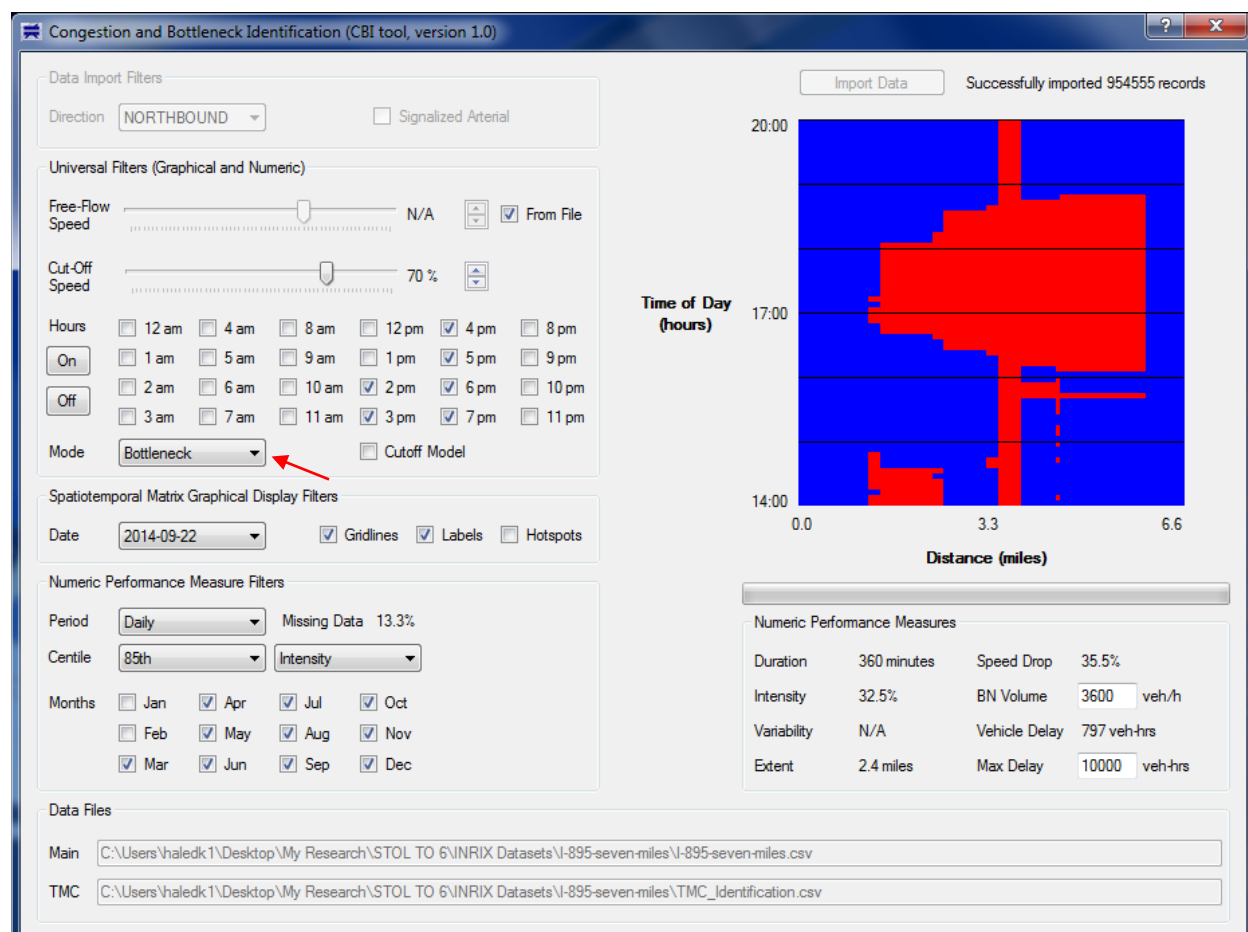 Congestion and Bottleneck Identification (CBI tool, version 1.0)
?
X
Data Import Filters
Direction NORTHBOUND Signalized Arterial
Universal Filters (Graphical and Numeric)
Free-Flow Speed N/A From File
Cut-Off Speed 70 %
Hours 12 am 4 am 8 am 12 pm 4 pm 8 pm
On 1 am 5 am 9 am 1 pm 5 pm 9 pm
Off 2 am 6 am 10 am 2 pm 6 pm 10 pm
3 am 7 am 11 am 3 pm 7 pm 11 pm
Mode Bottleneck Cutoff Model
Spatiotemporal Matrix Graphical Display Filters
Date 2014-09-22 Gridlines Labels Hotspots
Numeric Performance Measure Filters
Period Daily Missing Data 13.3%
Centile 85th Intensity
Months Jan Apr Jul Oct
Feb May Aug Nov
Mar Jun Sep Dec
Import Data Successfully imported 954555 records
20:00
Time of Day (hours)
17:00
14:00
0.0 3.3 6.6
Distance (miles)
Numeric Performance Measures
Duration 360 minutes Speed Drop 35.5%
Intensity 32.5% BN Volume 3600 veh/h
Variability N/A Vehicle Delay 797 veh-hrs
Extent 2.4 miles Max Delay 10000 veh-hrs
Data Files
Main C:\Users\haledk1\Desktop\My Research\STOL TO 6\INRIX Datasets\I-895-seven-miles\I-895-seven-miles.csv
TMC C:\Users\haledk1\Desktop\My Research\STOL TO 6\INRIX Datasets\I-895-seven-miles\TMC_Identification.csv